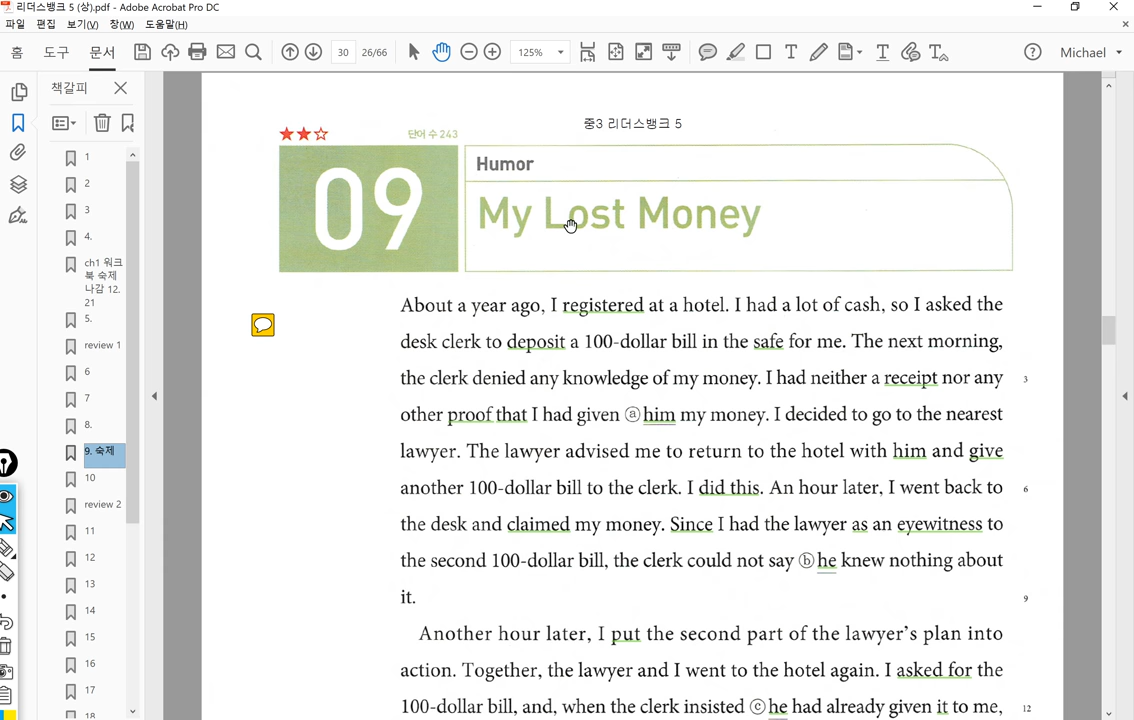 리더스뱅크 5 (상).pdf - Adobe Acrobat Pro DC
파일 편집 보기(V) 창(W) 도움말(H)
홈 도구 문서 30 26/66 125% Michael
책갈피
1
2
3
4.
ch1 워크
북 숙제
나감 12.
21
5.
review 1
6
7
8.
9. 숙제
10
review 2
11
12
13
14
15
16
17
18
단어 수 243
중3 리더스뱅크 5
09
Humor
My Lost Money
About a year ago, I registered at a hotel. I had a lot of cash, so I asked the
desk clerk to deposit a 100-dollar bill in the safe for me. The next morning,
the clerk denied any knowledge of my money. I had neither a receipt nor any 3
other proof that I had given ⓐ him my money. I decided to go to the nearest
lawyer. The lawyer advised me to return to the hotel with him and give
another 100-dollar bill to the clerk. I did this. An hour later, I went back to 6
the desk and claimed my money. Since I had the lawyer as an eyewitness to
the second 100-dollar bill, the clerk could not say ⓑ he knew nothing about
it. 9
Another hour later, I put the second part of the lawyer's plan into
action. Together, the lawyer and I went to the hotel again. I asked for the
100-dollar bill, and, when the clerk insisted ⓒ he had already given it to me, 12